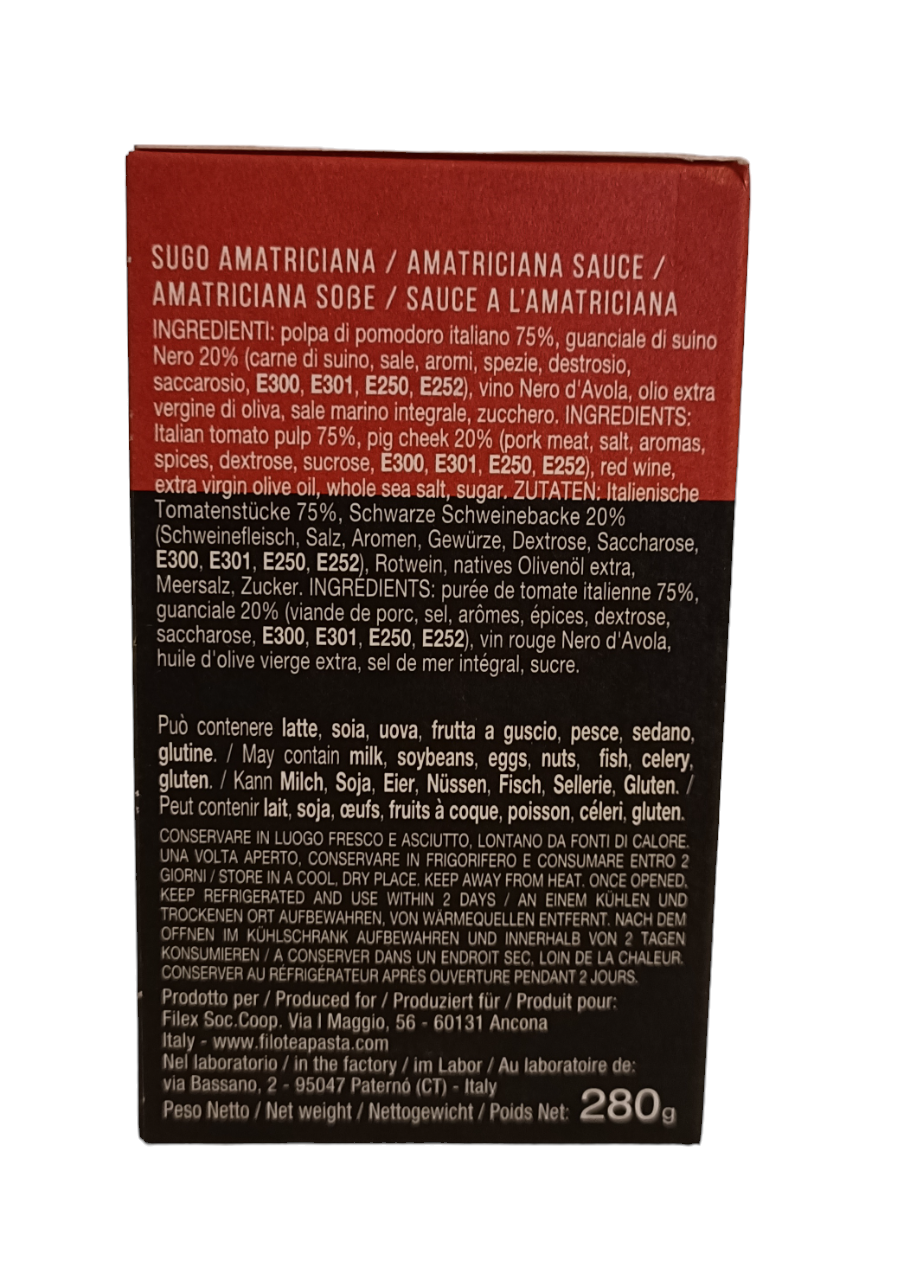 SUGO AMATRICIANA / AMATRICIANA SAUCE /
AMATRICIANA SOßE / SAUCE A L'AMATRICIANA
INGREDIENTI: polpa di pomodoro italiano 75%, guanciale di suino
Nero 20% (carne di suino, sale, aromi, spezie, destrosio,
saccarosio, E300, E301, E250, E252), vino Nero d'Avola, olio extra
vergine di oliva, sale marino integrale, zucchero. INGREDIENTS:
Italian tomato pulp 75%, pig cheek 20% (pork meat, salt, aromas,
spices, dextrose, sucrose, E300, E301, E250, E252), red wine,
extra virgin olive oil, whole sea salt, sugar. ZUTATEN: Italienische
Tomatenstücke 75%, Schwarze Schweinebacke 20%
(Schweinefleisch, Salz, Aromen, Gewürze, Dextrose, Saccharose,
E300, E301, E250, E252), Rotwein, natives Olivenöl extra,
Meersalz, Zucker. INGRÉDIENTS: purée de tomate italienne 75%,
guanciale 20% (viande de porc, sel, arômes, épices, dextrose,
saccharose, E300, E301, E250, E252), vin rouge Nero d'Avola,
huile d'olive vierge extra, sel de mer intégral, sucre.
Può contenere latte, soia, uova, frutta a guscio, pesce, sedano,
glutine. / May contain milk, soybeans, eggs, nuts, fish, celery,
gluten. / Kann Milch, Soja, Eier, Nüssen, Fisch, Sellerie, Gluten. /
Peut contenir lait, soja, œufs, fruits à coque, poisson, céleri, gluten.
CONSERVARE IN LUOGO FRESCO E ASCIUTTO, LONTANO DA FONTI DI CALORE.
UNA VOLTA APERTO, CONSERVARE IN FRIGORIFERO E CONSUMARE ENTRO 2
GIORNI / STORE IN A COOL, DRY PLACE. KEEP AWAY FROM HEAT. ONCE OPENED,
KEEP REFRIGERATED AND USE WITHIN 2 DAYS / AN EINEM KÜHLEN UND
TROCKENEN ORT AUFBEWAHREN, VON WÄRMEQUELLEN ENTFERNT. NACH DEM
OFFNEN IM KÜHLSCHRANK AUFBEWAHREN UND INNERHALB VON 2 TAGEN
KONSUMIEREN / A CONSERVER DANS UN ENDROIT SEC, LOIN DE LA CHALEUR.
CONSERVER AU RÉFRIGÉRATEUR APRÈS OUVERTURE PENDANT 2 JOURS.
Prodotto per / Produced for / Produziert für / Produit pour:
Filex Soc.Coop. Via I Maggio, 56 - 60131 Ancona
Italy - www.filoteapasta.com
Nel laboratorio / in the factory / im Labor / Au laboratoire de:
via Bassano, 2 - 95047 Paternó (CT) - Italy
Peso Netto / Net weight / Nettogewicht / Poids Net: 280g